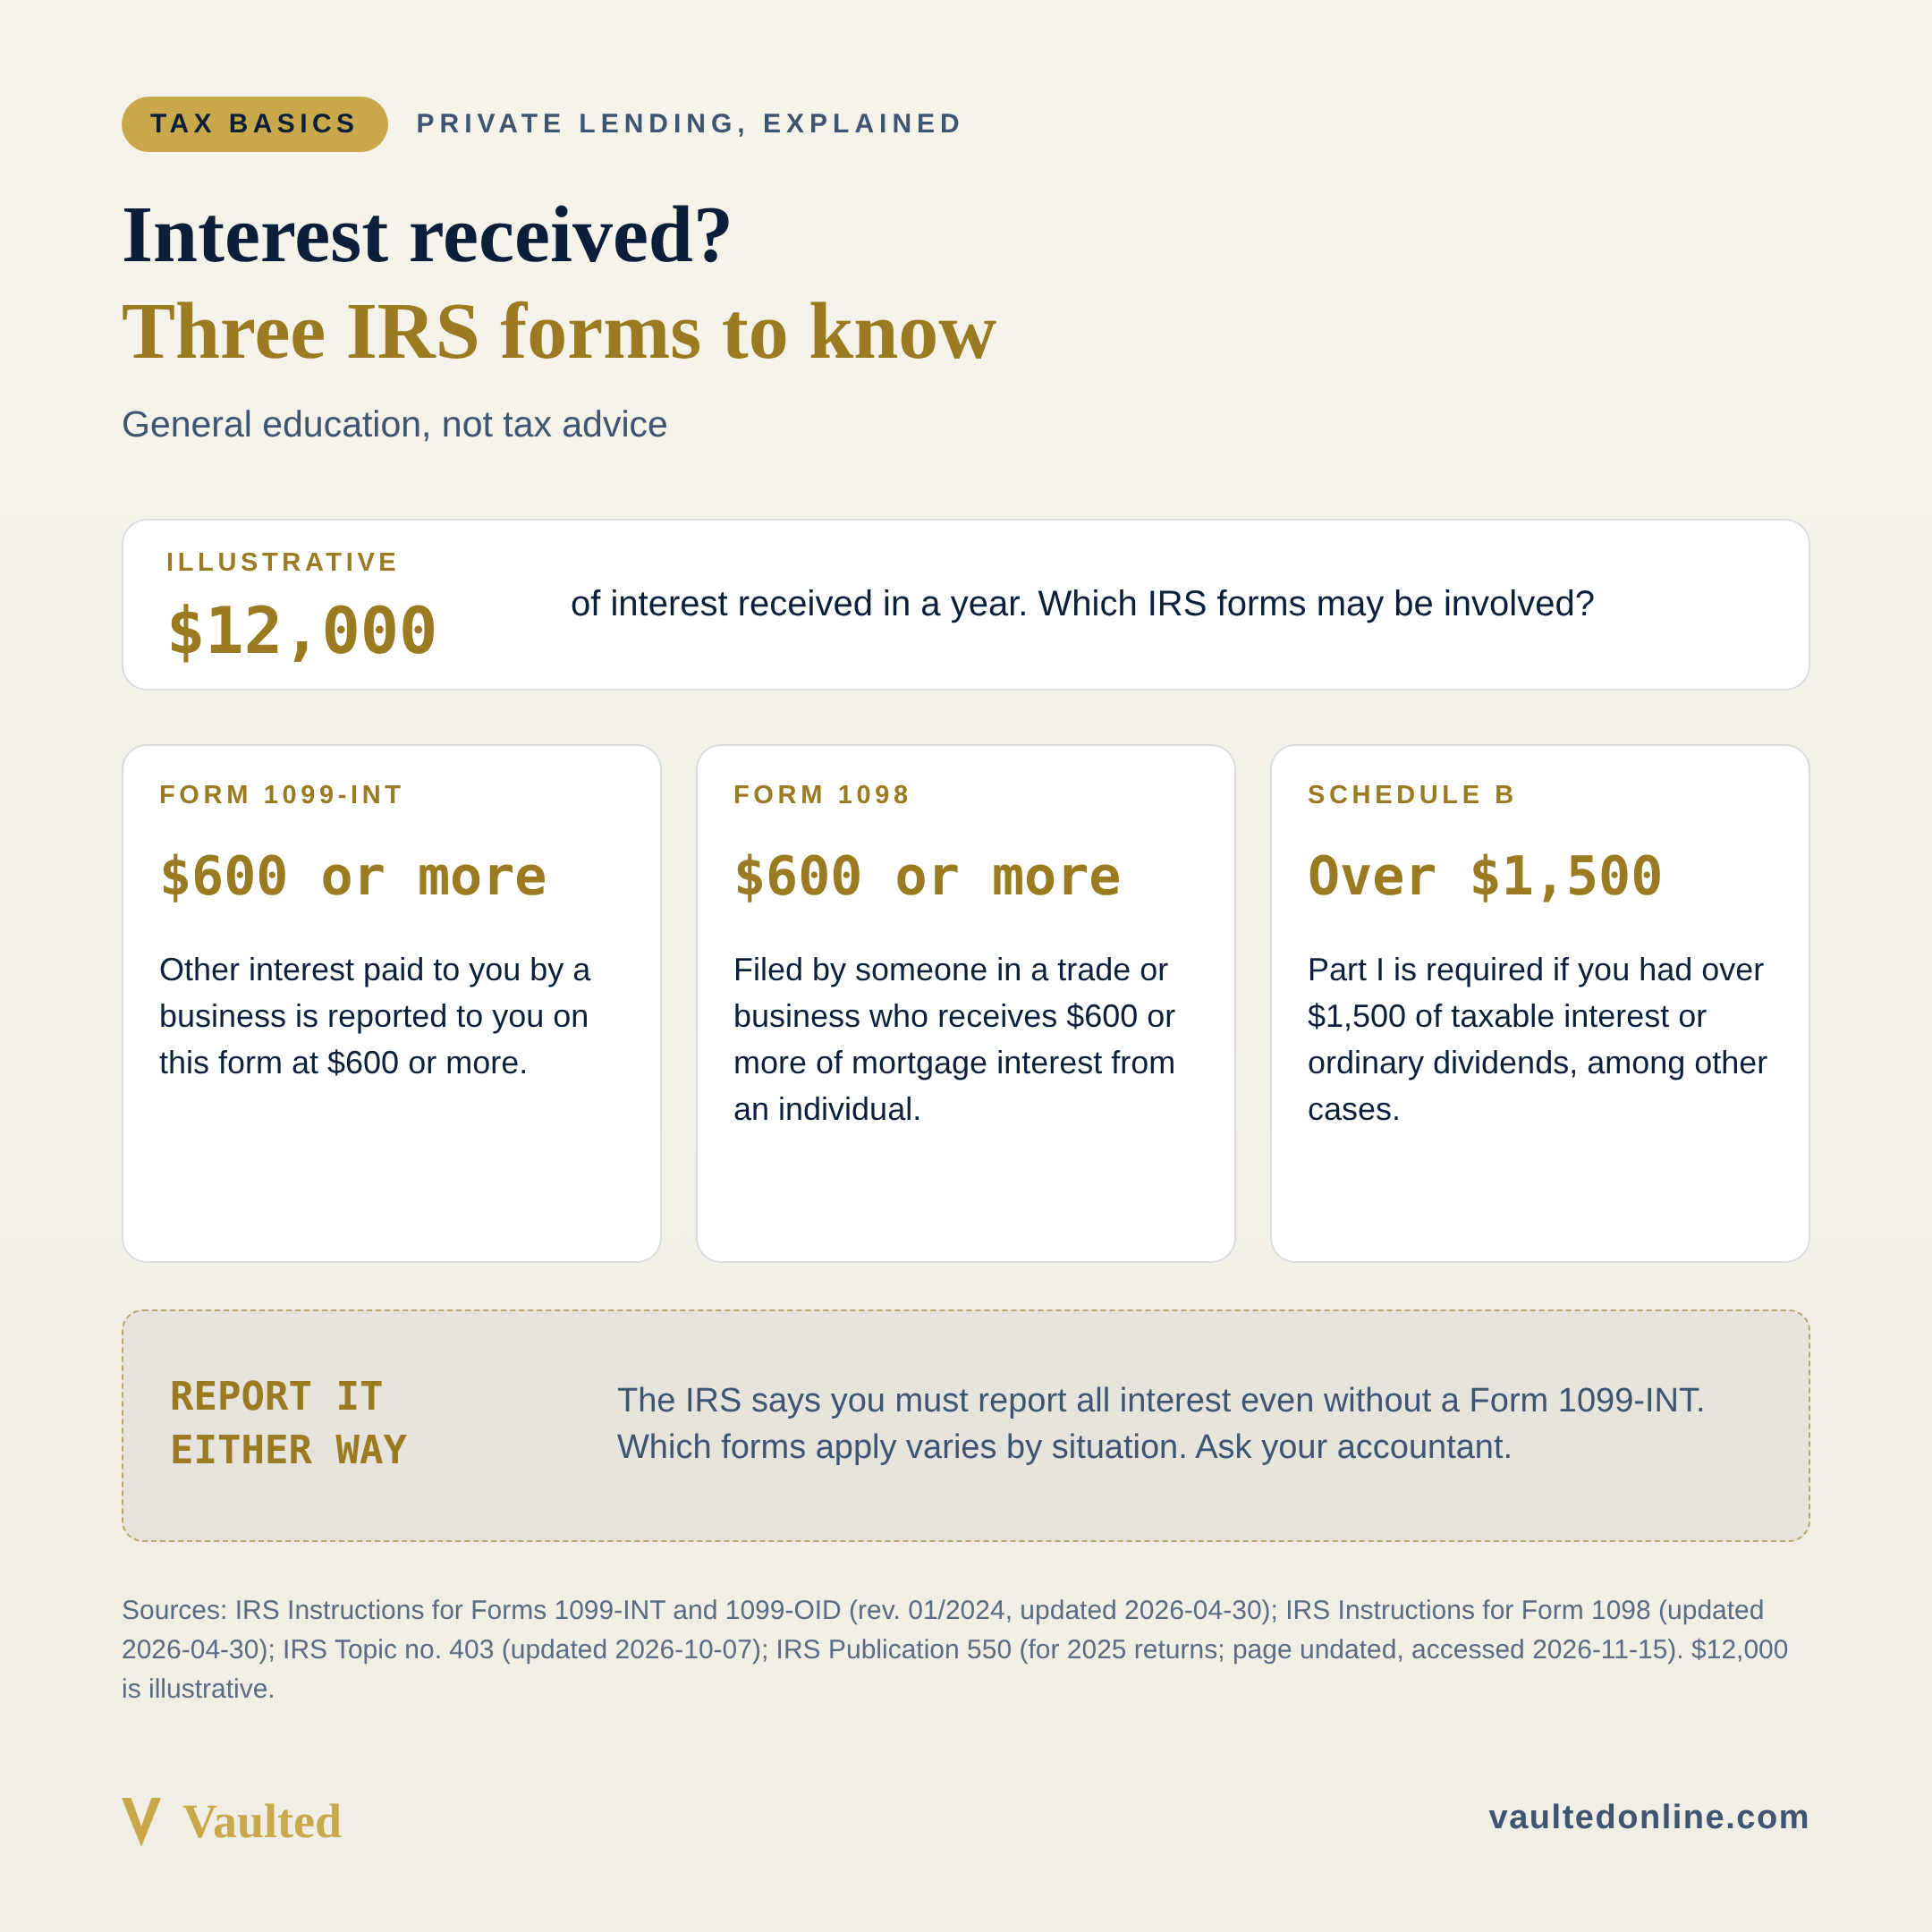 TAX BASICS
PRIVATE LENDING, EXPLAINED
Interest received?
Three IRS forms to know
General education, not tax advice
ILLUSTRATIVE
$12,000
of interest received in a year. Which IRS forms may be involved?
FORM 1099-INT
$600 or more
Other interest paid to you by a
business is reported to you on
this form at $600 or more.
FORM 1098
$600 or more
Filed by someone in a trade or
business who receives $600 or
more of mortgage interest from
an individual.
SCHEDULE B
Over $1,500
Part I is required if you had over
$1,500 of taxable interest or
ordinary dividends, among other
cases.
REPORT IT
EITHER WAY
The IRS says you must report all interest even without a Form 1099-INT.
Which forms apply varies by situation. Ask your accountant.
Sources: IRS Instructions for Forms 1099-INT and 1099-OID (rev. 01/2024, updated 2026-04-30); IRS Instructions for Form 1098 (updated
2026-04-30); IRS Topic no. 403 (updated 2026-10-07); IRS Publication 550 (for 2025 returns; page undated, accessed 2026-11-15). $12,000
is illustrative.
Vaulted
vaultedonline.com